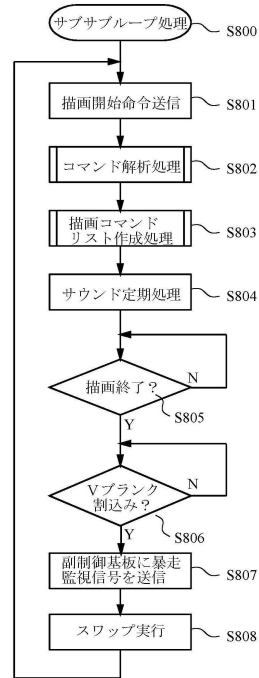 サブサブループ処理
S800
描画開始命令送信
S801
コマンド解析処理
S802
描画コマンド
リスト作成処理
S803
サウンド定期処理
S804
描画終了？
N
S805
Y
Vブランク
割込み？
N
S806
Y
副制御基板に暴走
監視信号を送信
S807
スワップ実行
S808